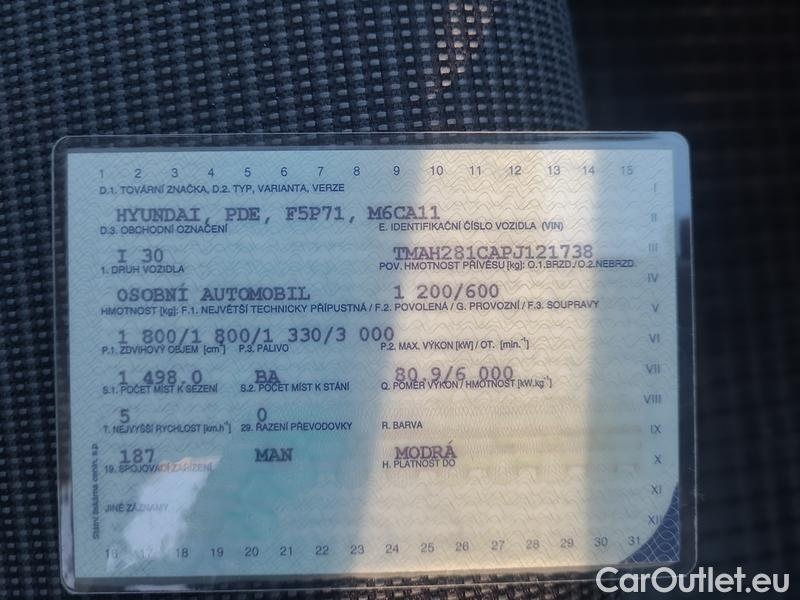 1 2 3 4 5 6 7 8 9 10 11 12 13 14 15
D.1. TOVÁRNÍ ZNAČKA, D.2. TYP, VARIANTA, VERZE I
HYUNDAI, PDE, F5P71, M6CA11 II
D.3. OBCHODNÍ OZNAČENÍ E. IDENTIFIKAČNÍ ČÍSLO VOZIDLA (VIN)
I 30 TMAH281CAPJ121738 III
1. DRUH VOZIDLA POV. HMOTNOST PŘÍVĚSU [kg]: O.1.BRZD./O.2.NEBRZD.
IV
OSOBNÍ AUTOMOBIL 1 200/600
HMOTNOST [kg]: F.1. NEJVĚTŠÍ TECHNICKY PŘÍPUSTNÁ / F.2. POVOLENÁ / G. PROVOZNÍ / F.3. SOUPRAVY V
1 800/1 800/1 330/3 000 VI
P.1. ZDVIHOVÝ OBJEM [cm³] P.3. PALIVO P.2. MAX. VÝKON [kW] / OT. [min.⁻¹]
1 498.0 BA 80.9/6 000 VII
S.1. POČET MÍST K SEZENÍ S.2. POČET MÍST K STÁNÍ Q. POMĚR VÝKON / HMOTNOST [kW.kg⁻¹]
VIII
5 0
T. NEJVYŠŠÍ RYCHLOST [km.h⁻¹] 29. ŘAZENÍ PŘEVODOVKY R. BARVA IX
187 MAN MODRÁ X
19. SPOJOVACÍ ZAŘÍZENÍ H. PLATNOST DO
XI
JINÉ ZÁZNAMY
XII
16 17 18 19 20 21 22 23 24 25 26 27 28 29 30 31
Státní tiskárna cenin, s.p.
CarOutlet.eu